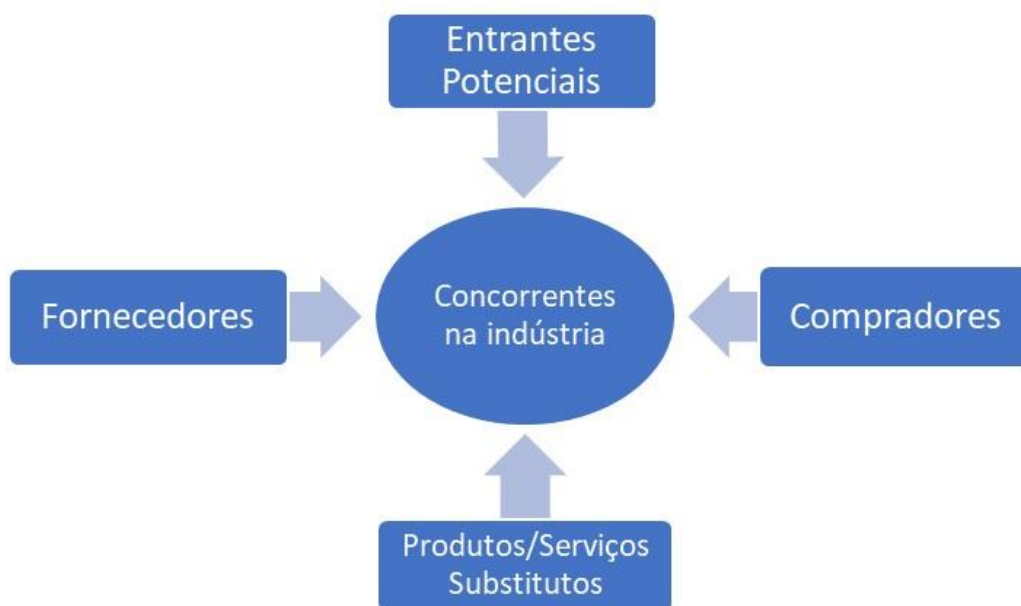 Entrantes
Potenciais
Fornecedores
Concorrentes
na indústria
Compradores
Produtos/Serviços
Substitutos